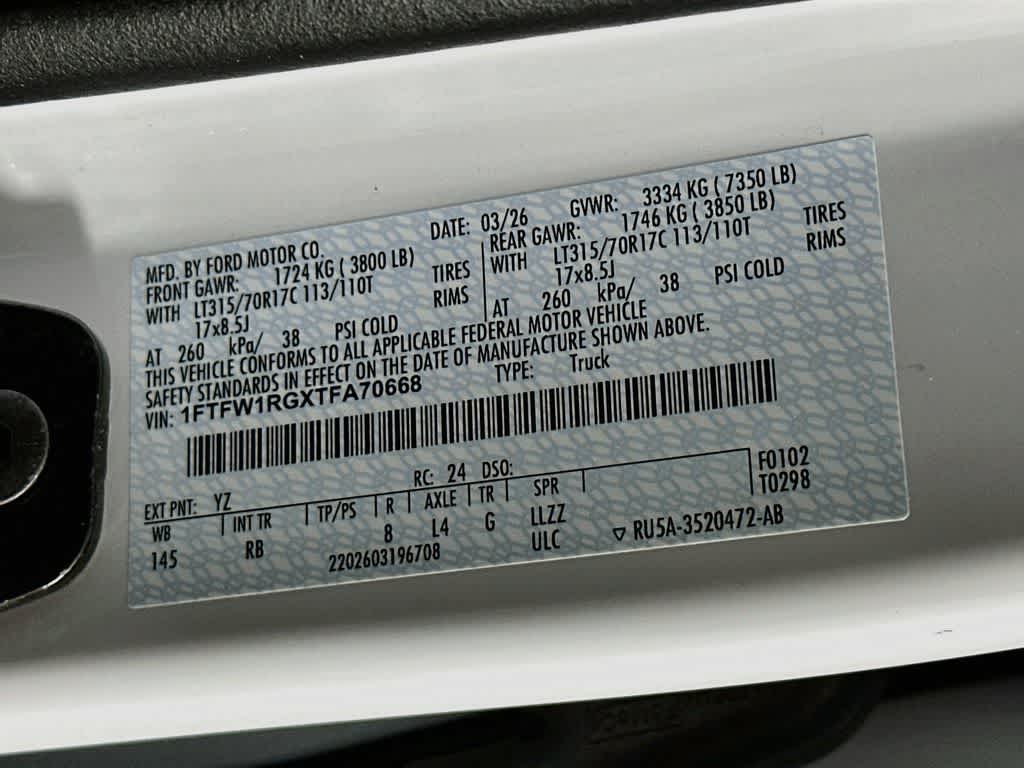 MFD. BY FORD MOTOR CO.
DATE: 03/26 GVWR: 3334 KG ( 7350 LB)
FRONT GAWR: 1724 KG ( 3800 LB)
WITH LT315/70R17C 113/110T TIRES
17x8.5J RIMS
AT 260 kPa/ 38 PSI COLD
REAR GAWR: 1746 KG ( 3850 LB)
WITH LT315/70R17C 113/110T TIRES
17x8.5J RIMS
AT 260 kPa/ 38 PSI COLD
THIS VEHICLE CONFORMS TO ALL APPLICABLE FEDERAL MOTOR VEHICLE
SAFETY STANDARDS IN EFFECT ON THE DATE OF MANUFACTURE SHOWN ABOVE.
VIN: 1FTFW1RGXTFA70668 TYPE: Truck
EXT PNT: YZ RC: 24 DSO: F0102
WB INT TR TP/PS R AXLE TR SPR T0298
145 RB 8 L4 G LLZZ
ULC
2202603196708 RU5A-3520472-AB